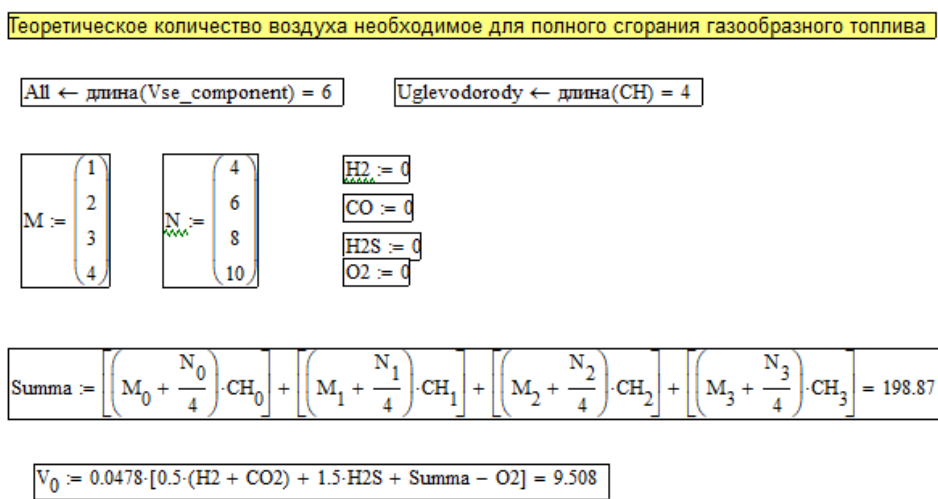 Теоретическое количество воздуха необходимое для полного сгорания газообразного топлива
All ← длина(Vse_component) = 6
Uglevodorody ← длина(CH) = 4
M := (1 2 3 4)
N := (4 6 8 10)
H2 := 0
CO := 0
H2S := 0
O2 := 0
Summa := [(M₀ + N₀/4)·CH₀] + [(M₁ + N₁/4)·CH₁] + [(M₂ + N₂/4)·CH₂] + [(M₃ + N₃/4)·CH₃] = 198.87
V₀ := 0.0478·[0.5·(H2 + CO2) + 1.5·H2S + Summa − O2] = 9.508